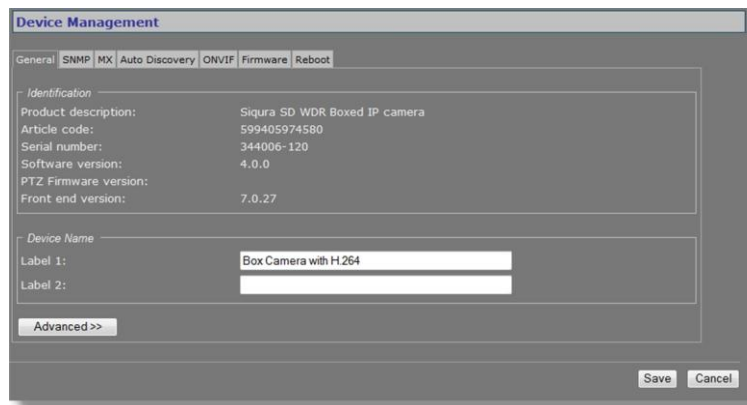 Device Management
General SNMP MX Auto Discovery ONVIF Firmware Reboot
Identification
Product description: Siqura SD WDR Boxed IP camera
Article code: 599405974580
Serial number: 344006-120
Software version: 4.0.0
PTZ Firmware version:
Front end version: 7.0.27
Device Name
Label 1: Box Camera with H.264
Label 2:
Advanced >>
Save Cancel